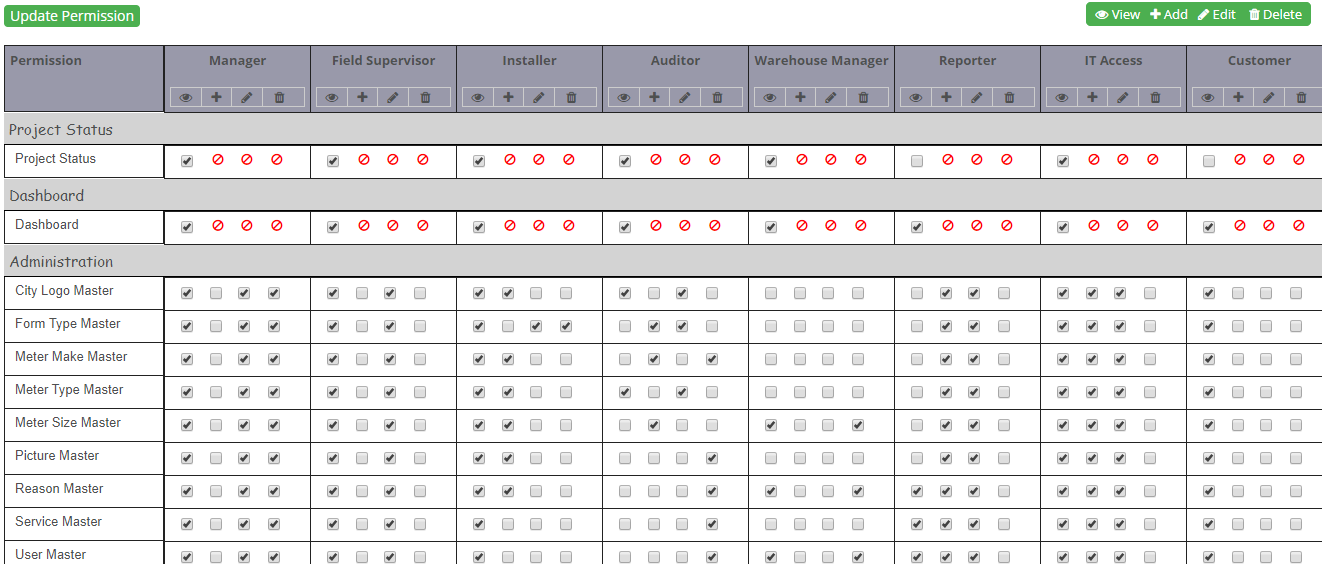 Update Permission
View Add Edit Delete
Permission Manager Field Supervisor Installer Auditor Warehouse Manager Reporter IT Access Customer
Project Status
Project Status
Dashboard
Dashboard
Administration
City Logo Master
Form Type Master
Meter Make Master
Meter Type Master
Meter Size Master
Picture Master
Reason Master
Service Master
User Master